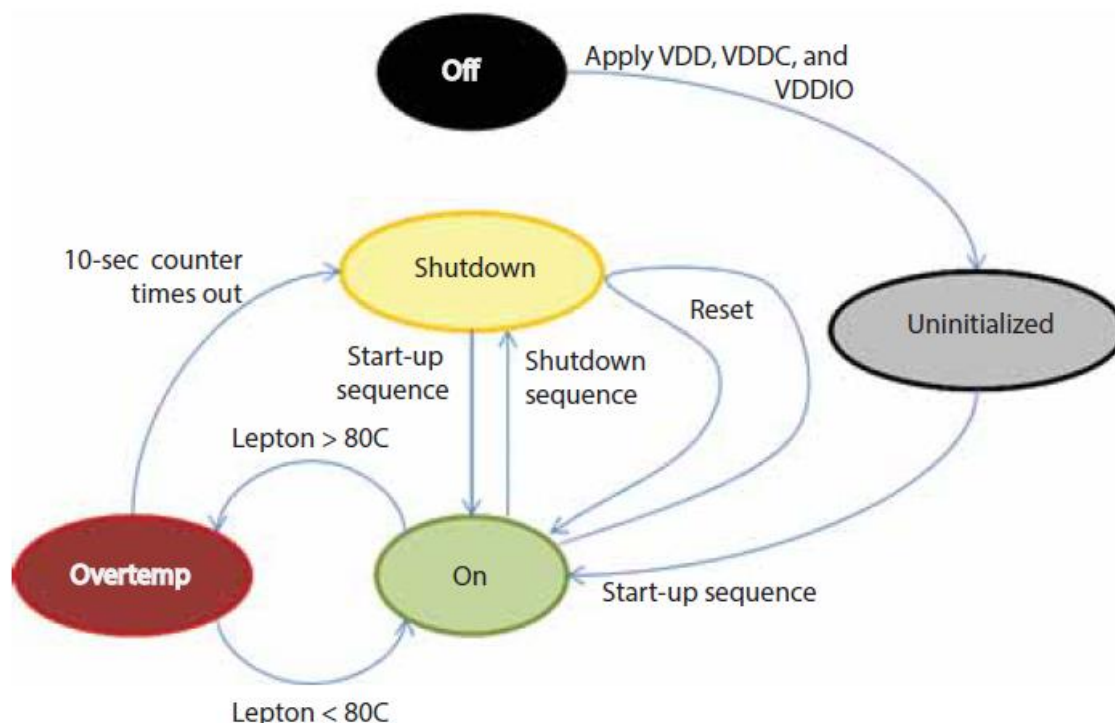 Off
Apply VDD, VDDC, and
VDDIO
10-sec counter
times out
Shutdown
Reset
Uninitialized
Start-up
sequence
Shutdown
sequence
Lepton > 80C
Overtemp
On
Start-up sequence
Lepton < 80C